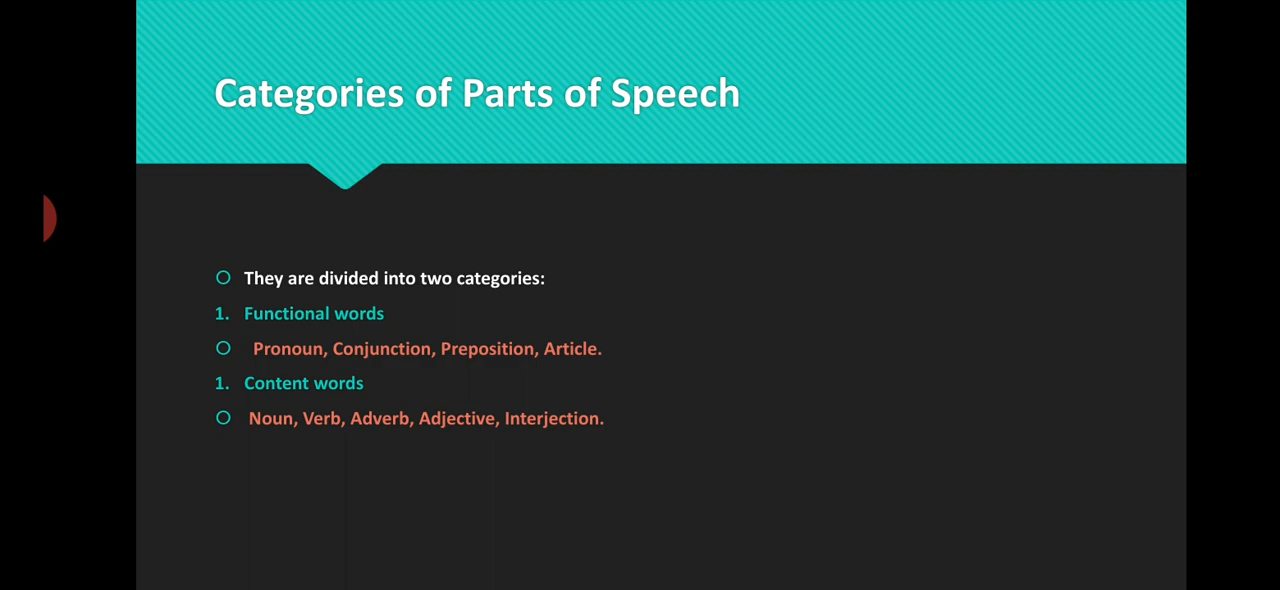 Categories of Parts of Speech
They are divided into two categories:
1. Functional words
Pronoun, Conjunction, Preposition, Article.
1. Content words
Noun, Verb, Adverb, Adjective, Interjection.